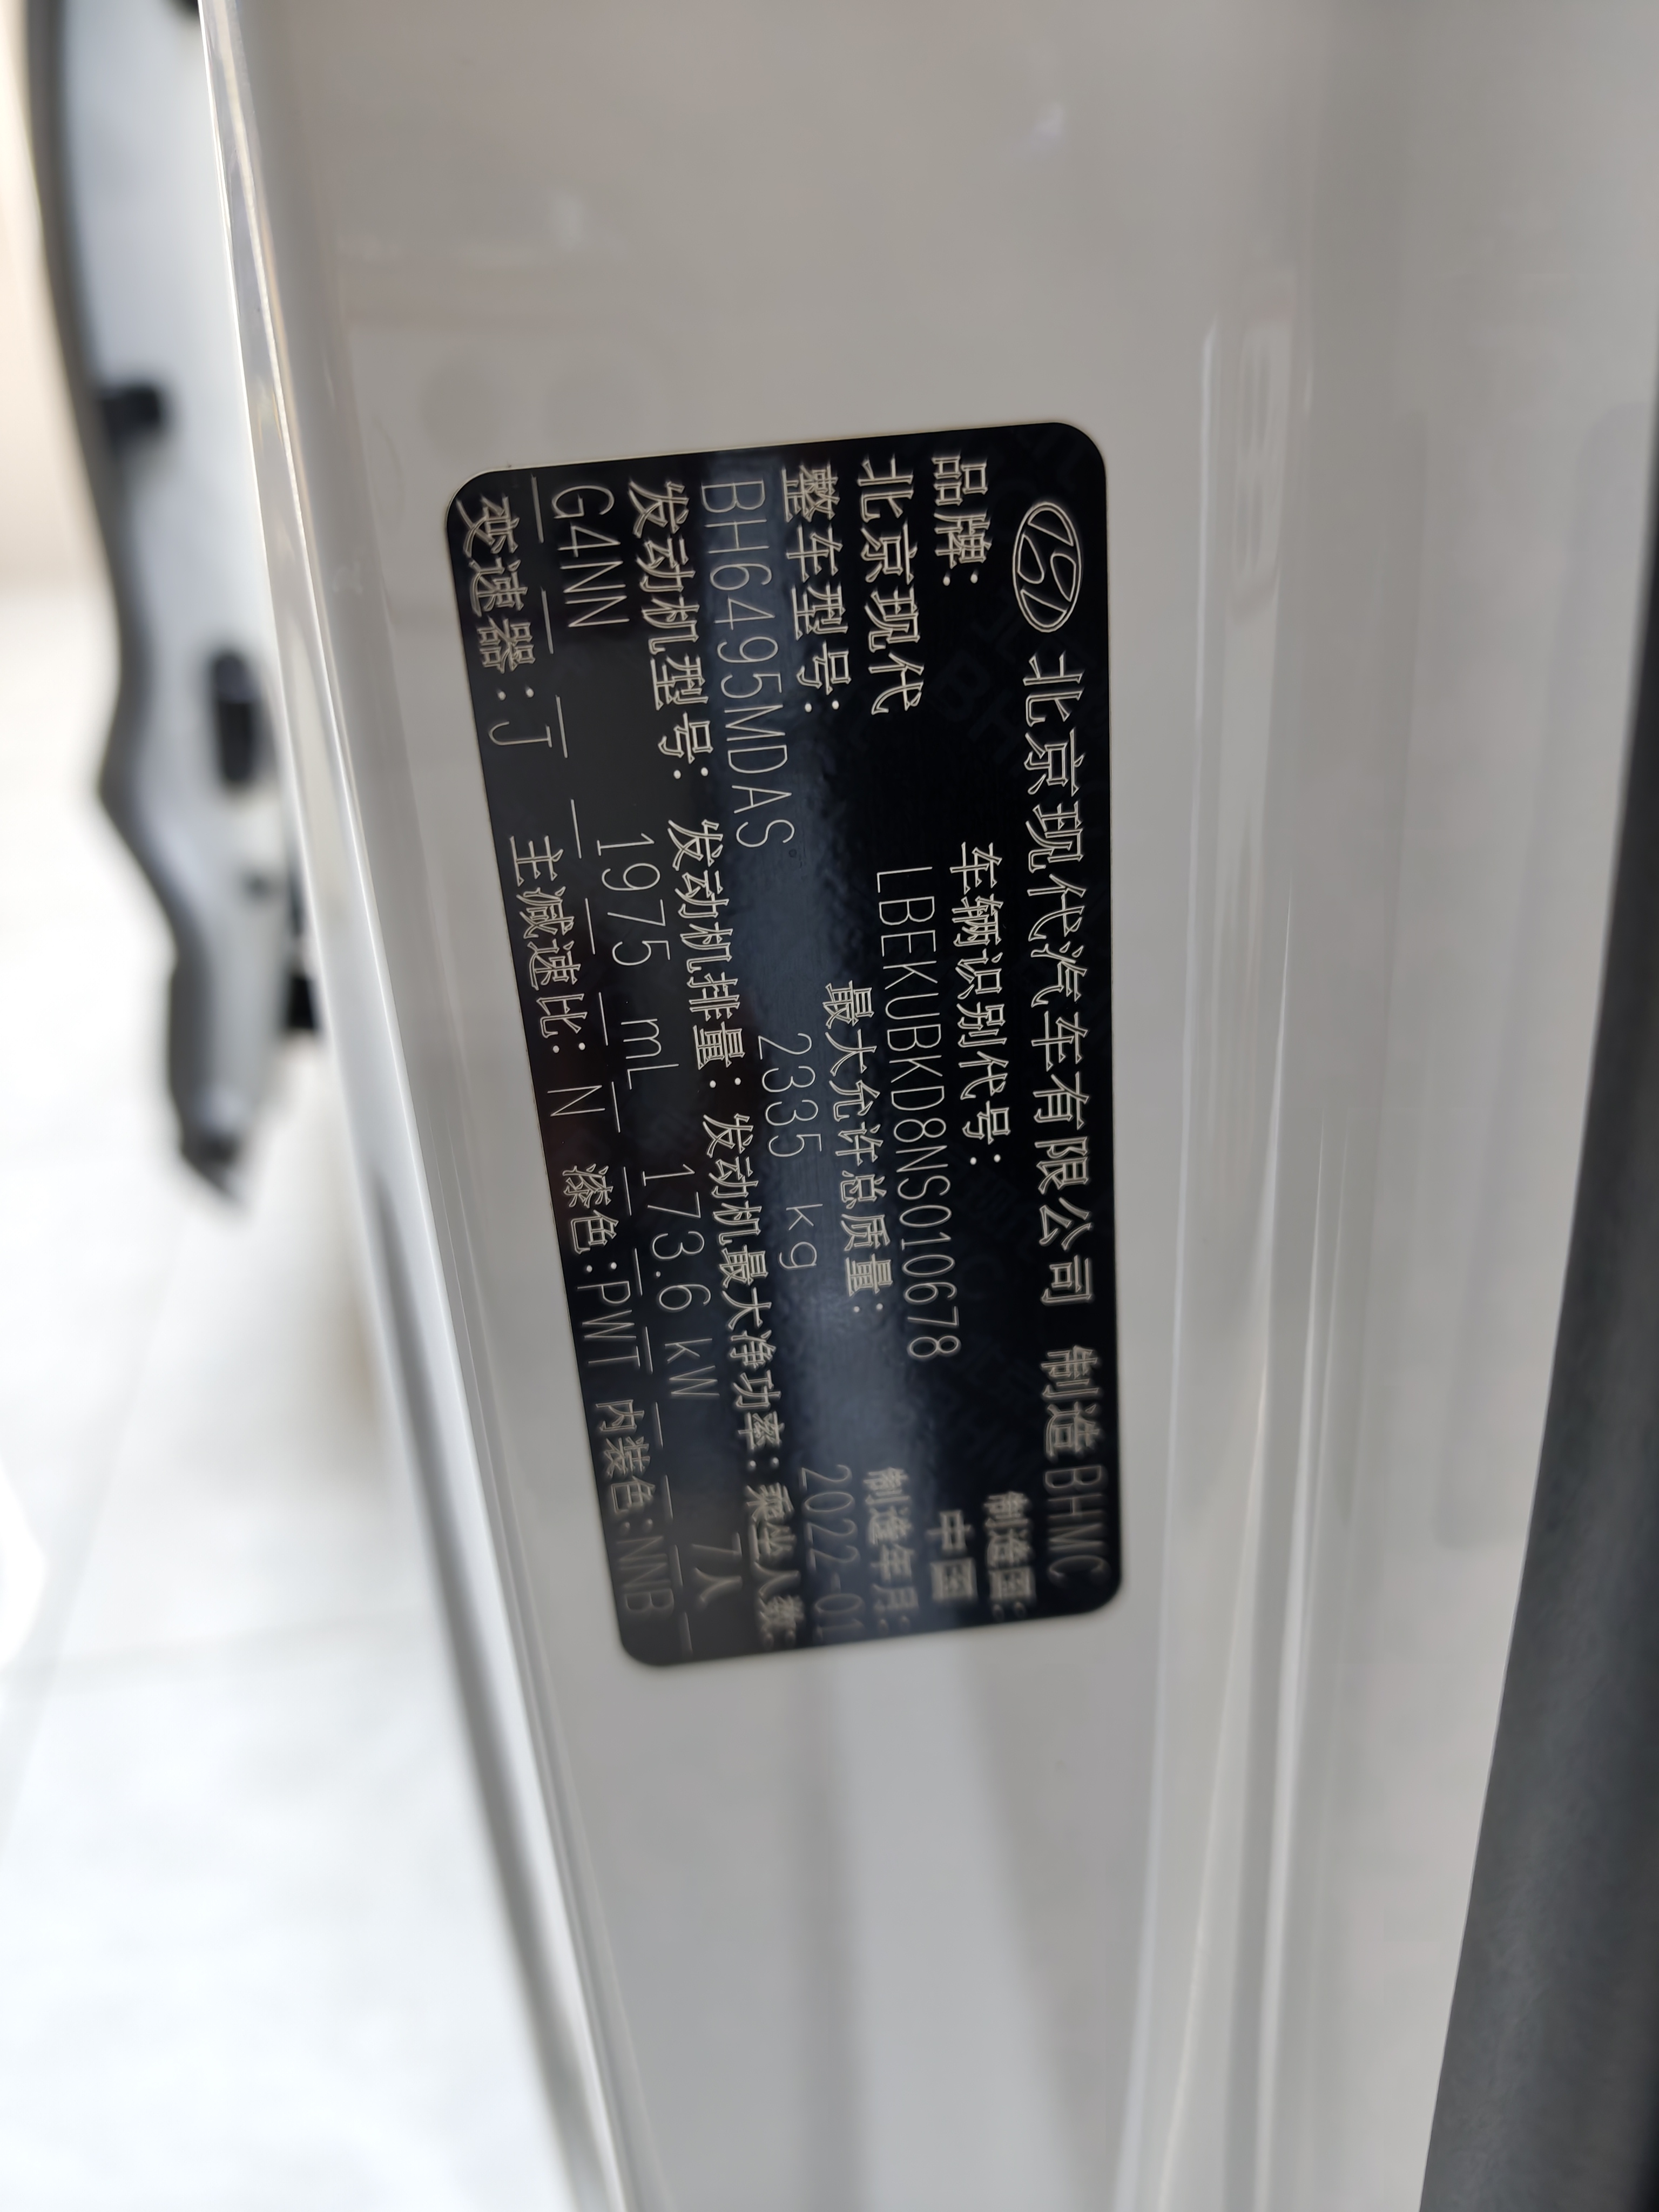 北京现代汽车有限公司 制造 BHMC
品牌: 车辆识别代号: 制造国:
北京现代 LBEKUBKD8NS010678 中国
整车型号: 最大允许总质量: 制造年月:
BH6495MDAS 2335 kg 2022-01
发动机型号: 发动机排量: 发动机最大净功率: 乘坐人数:
G4NN 1975 mL 173.6 kW 7人
变速器:J 主减速比:N 漆色:PWT 内装色:NNB